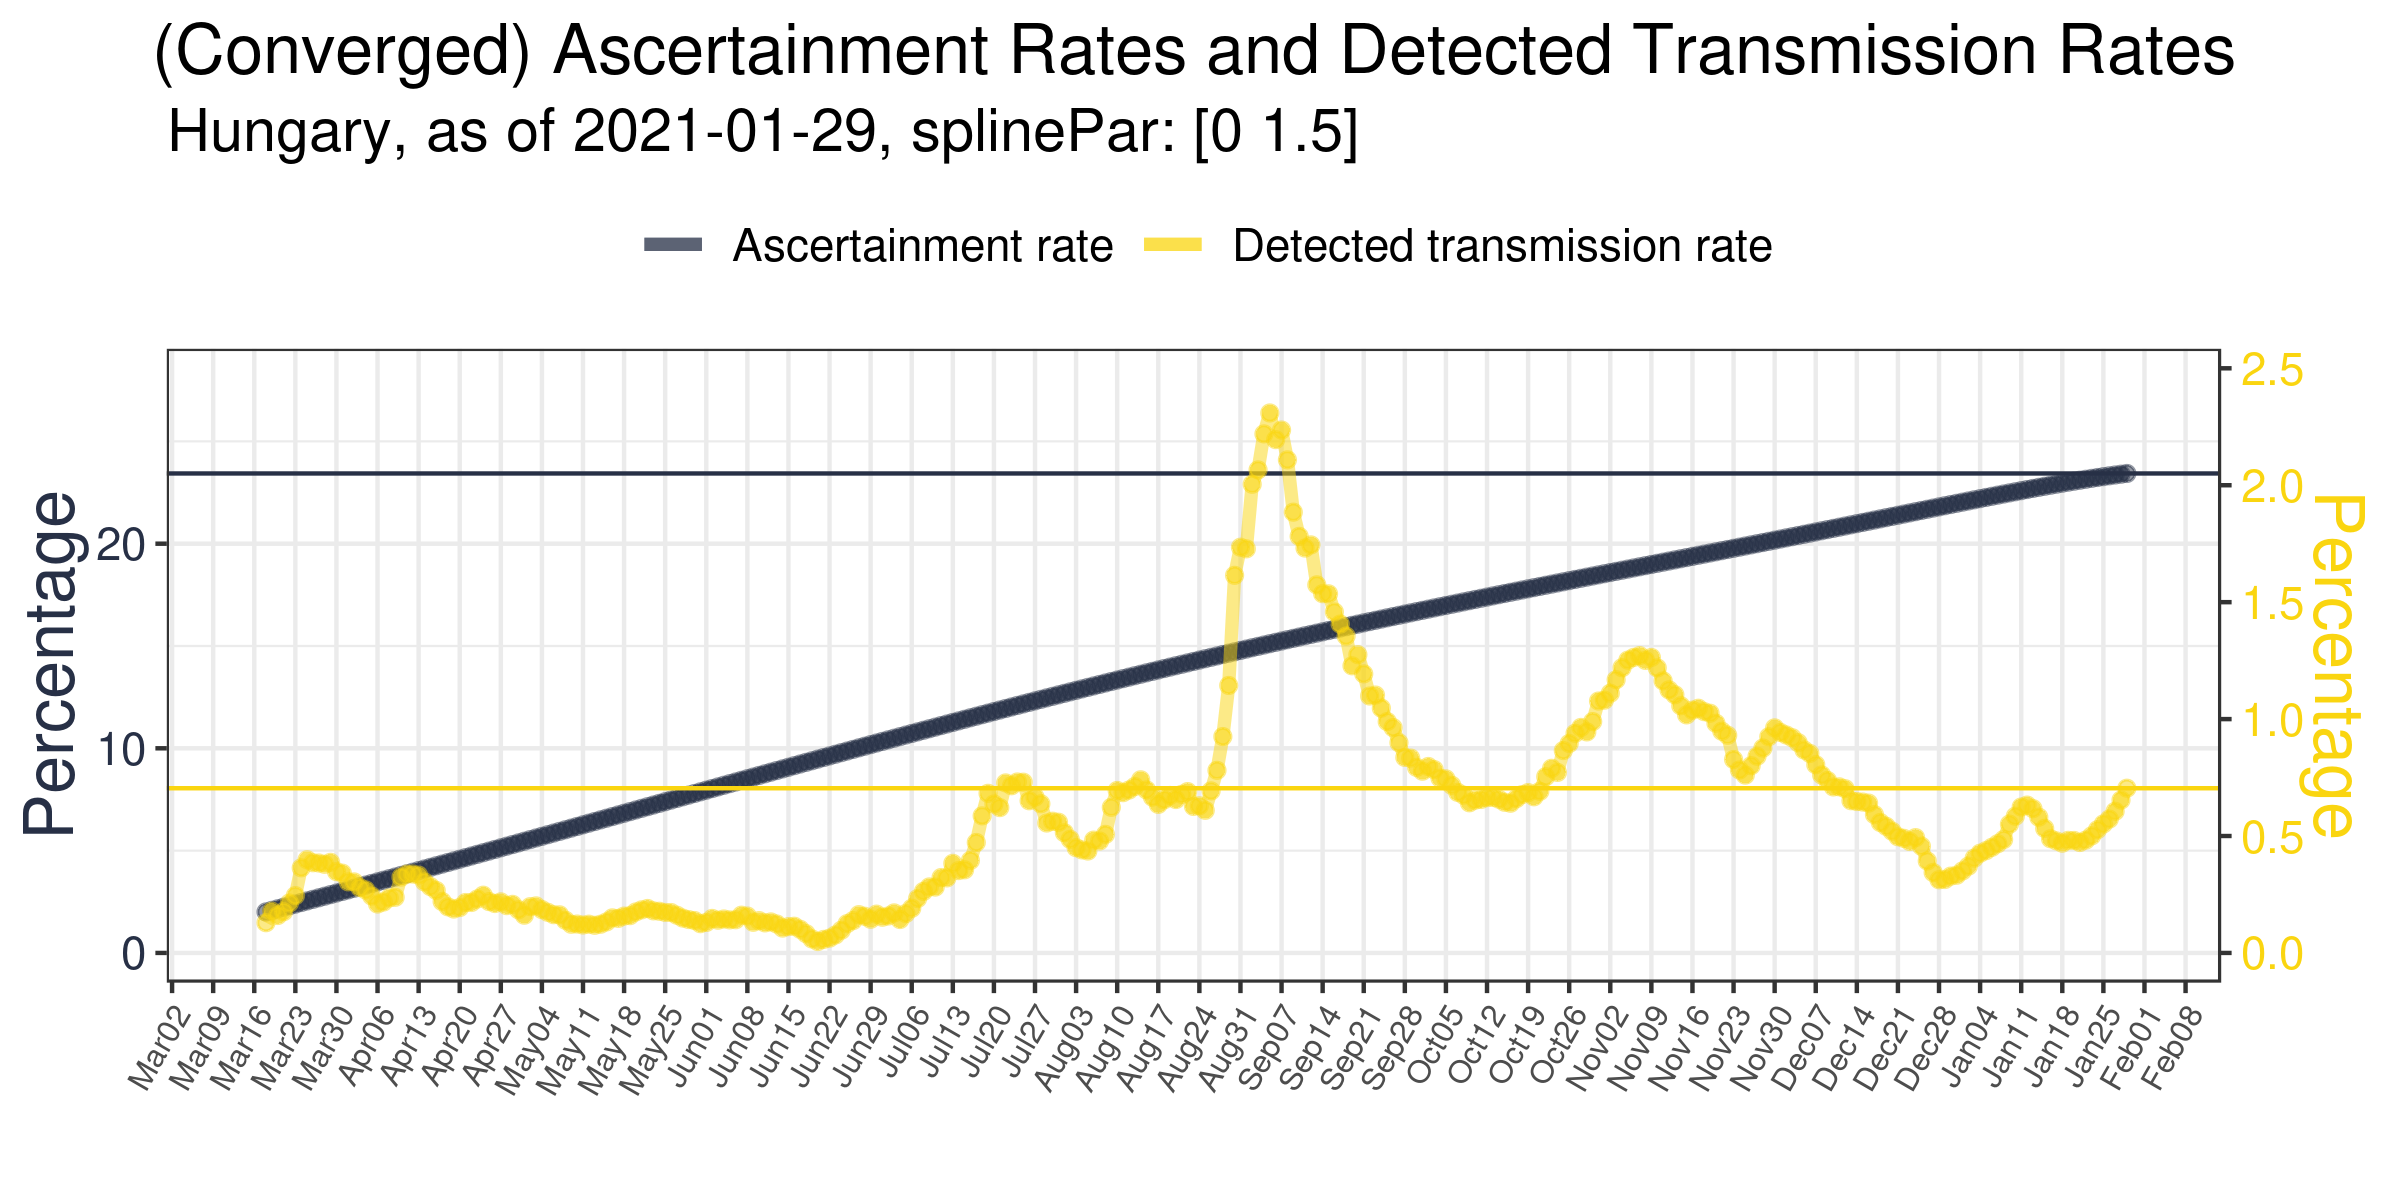 (Converged) Ascertainment Rates and Detected Transmission Rates
Hungary, as of 2021-01-29, splinePar: [0 1.5]
Ascertainment rate
Detected transmission rate
Percentage
20
10
0
2.5
2.0
1.5
1.0
0.5
0.0
Percentage
Mar02
Mar09
Mar16
Mar23
Mar30
Apr06
Apr13
Apr20
Apr27
May04
May11
May18
May25
Jun01
Jun08
Jun15
Jun22
Jun29
Jul06
Jul13
Jul20
Jul27
Aug03
Aug10
Aug17
Aug24
Aug31
Sep07
Sep14
Sep21
Sep28
Oct05
Oct12
Oct19
Oct26
Nov02
Nov09
Nov16
Nov23
Nov30
Dec07
Dec14
Dec21
Dec28
Jan04
Jan11
Jan18
Jan25
Feb01
Feb08